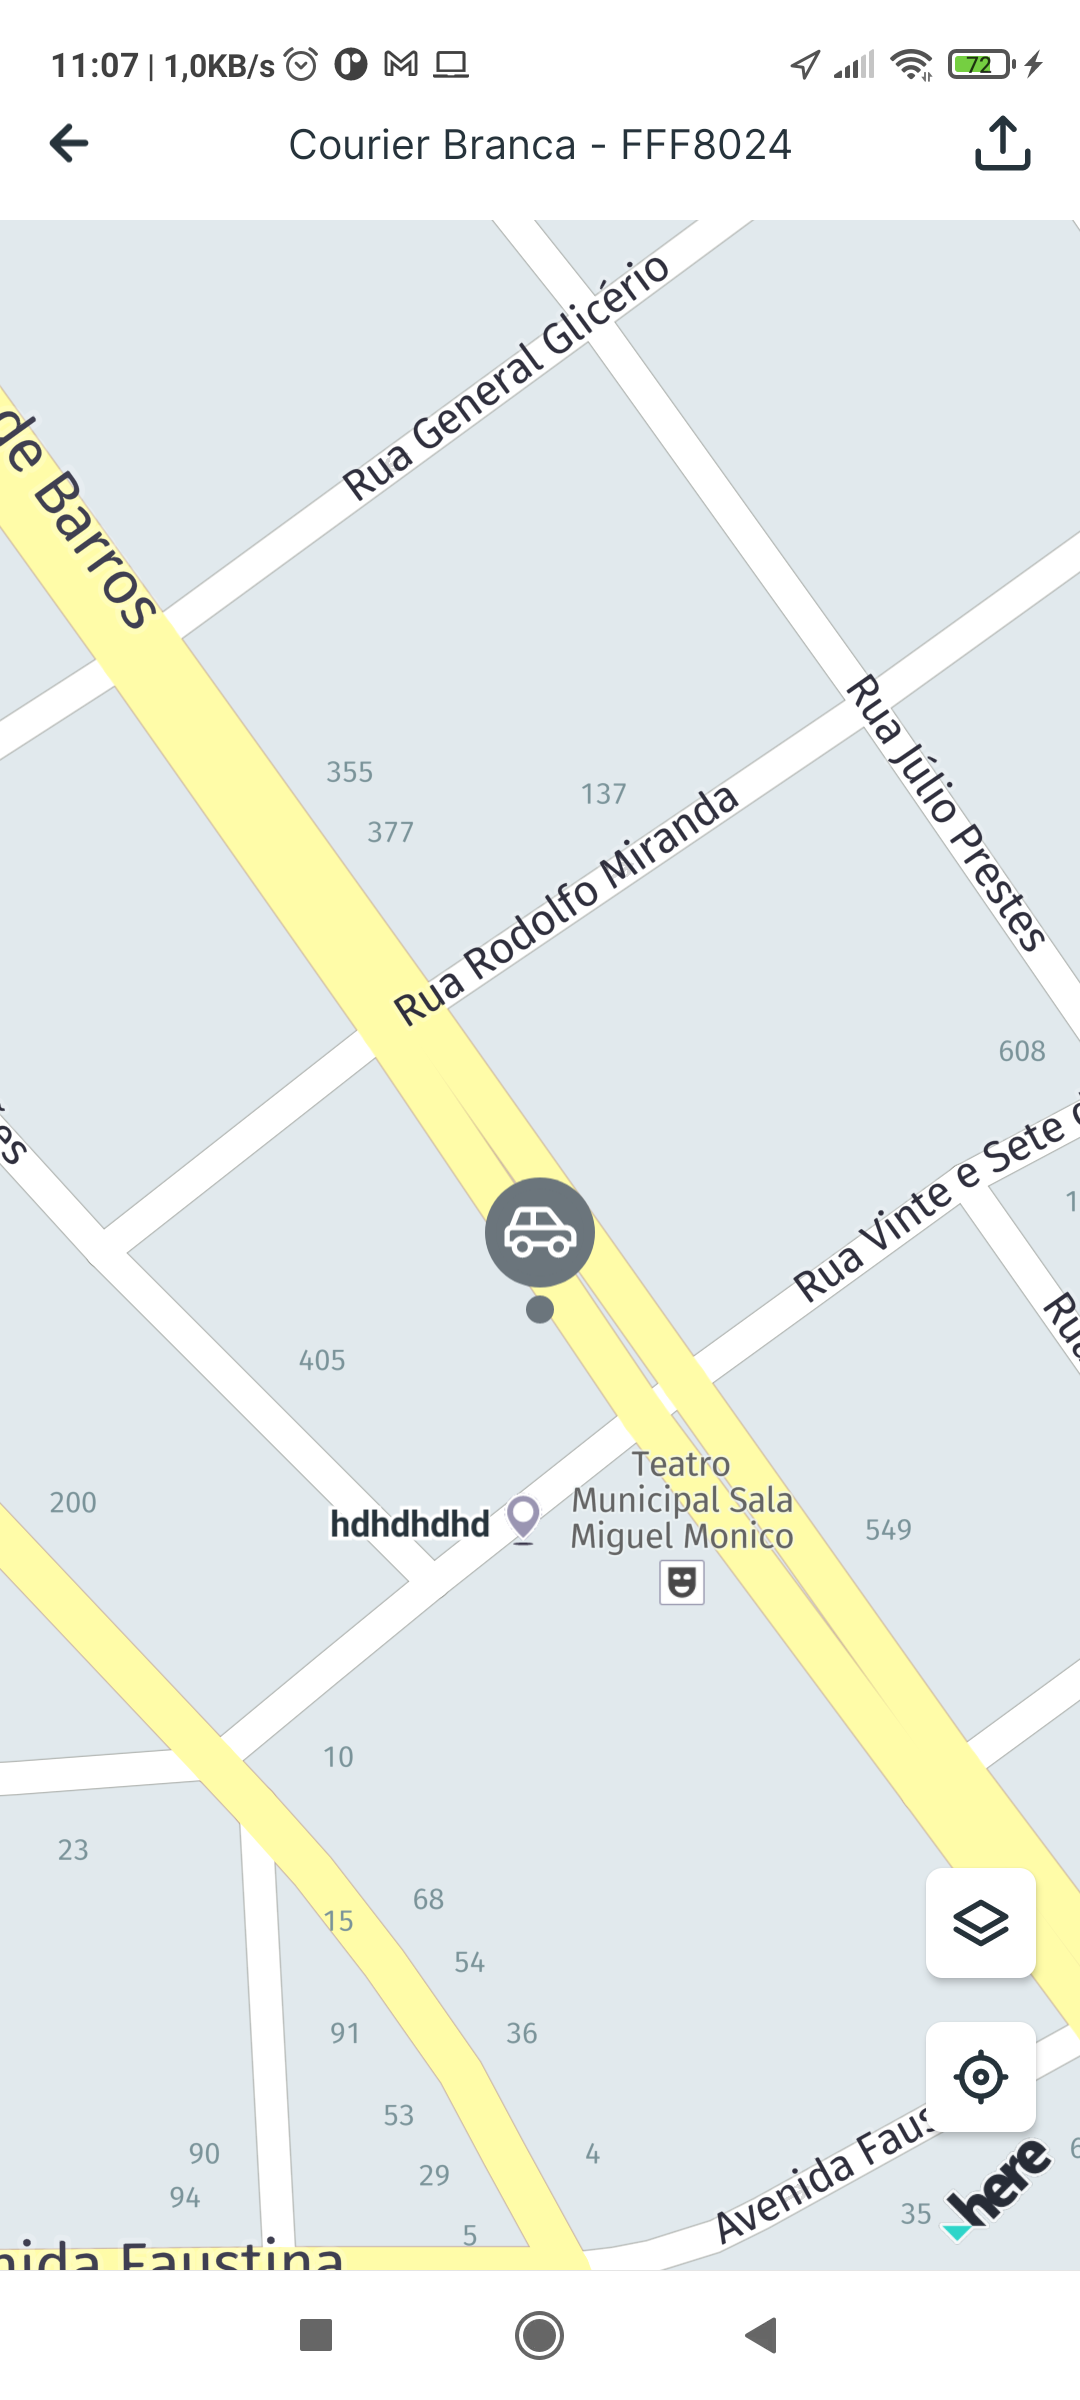 11:07 | 1,0KB/s
72
Courier Branca - FFF8024
Rua General Glicério
de Barros
Rua Júlio Prestes
355
137
377
Rua Rodolfo Miranda
608
Rua Vinte e Sete
405
Teatro
Municipal Sala
Miguel Monico
200
hdhdhdhd
549
10
23
68
15
54
91
36
53
90
4
29
94
Avenida Faus
here
35
5
nida Faustina